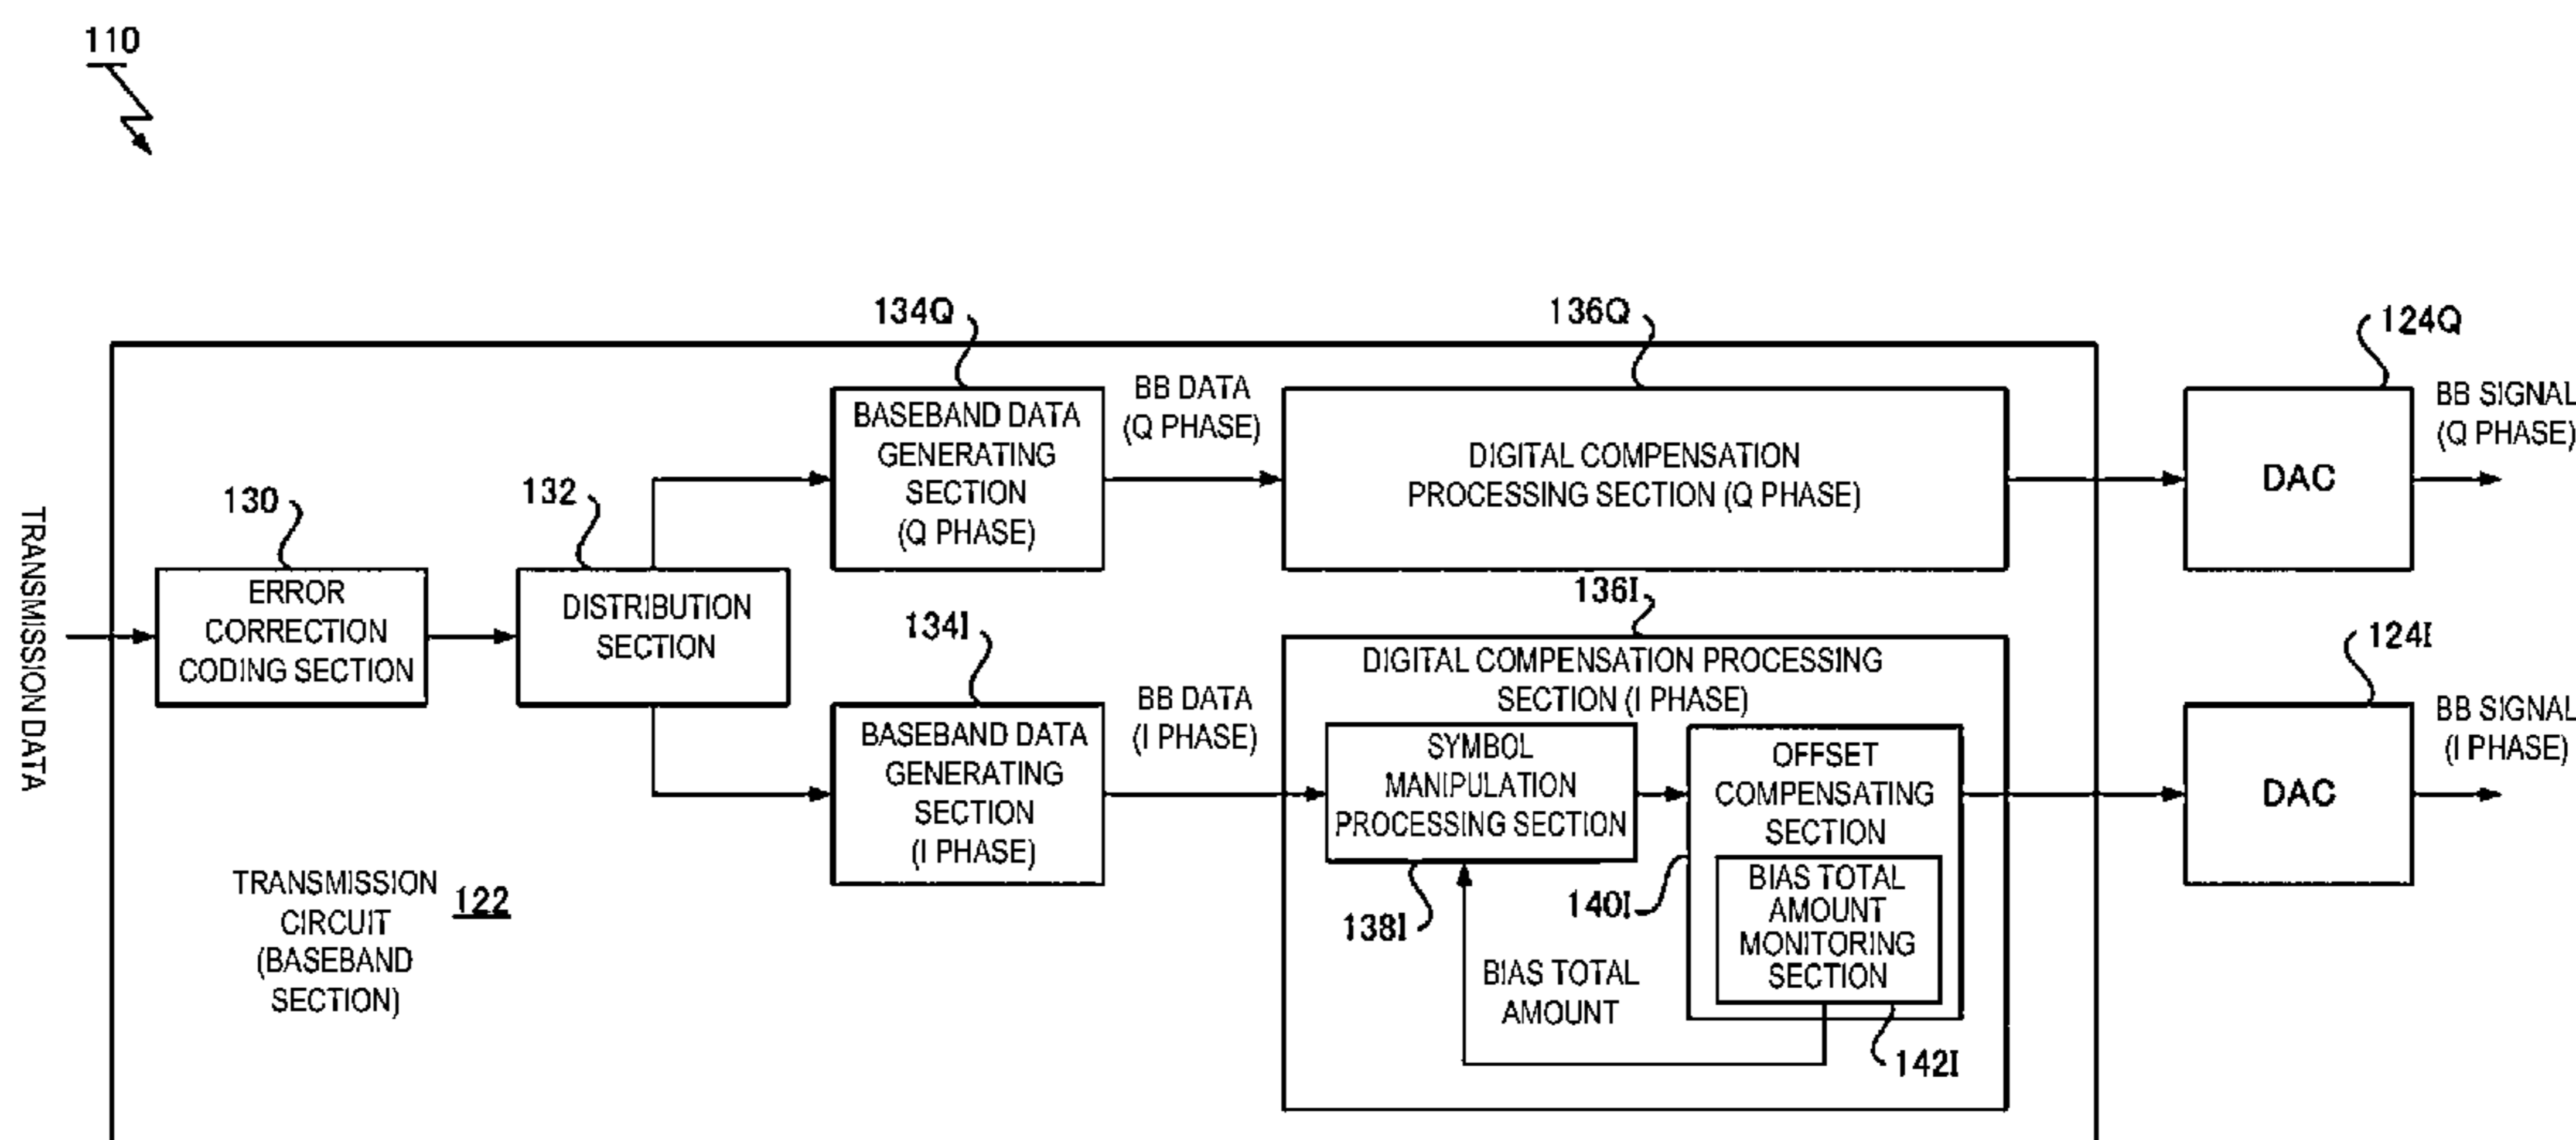 110
134Q
136Q
124Q
BASEBAND DATA
GENERATING
SECTION
(Q PHASE)
BB DATA
(Q PHASE)
DIGITAL COMPENSATION
PROCESSING SECTION (Q PHASE)
DAC
BB SIGNAL
(Q PHASE)
TRANSMISSION DATA
130
ERROR
CORRECTION
CODING SECTION
132
DISTRIBUTION
SECTION
134I
BASEBAND DATA
GENERATING
SECTION
(I PHASE)
BB DATA
(I PHASE)
136I
DIGITAL COMPENSATION PROCESSING
SECTION (I PHASE)
SYMBOL
MANIPULATION
PROCESSING SECTION
138I
OFFSET
COMPENSATING
SECTION
140I
BIAS TOTAL
AMOUNT
MONITORING
SECTION
142I
BIAS TOTAL
AMOUNT
124I
DAC
BB SIGNAL
(I PHASE)
TRANSMISSION
CIRCUIT
(BASEBAND
SECTION)
122